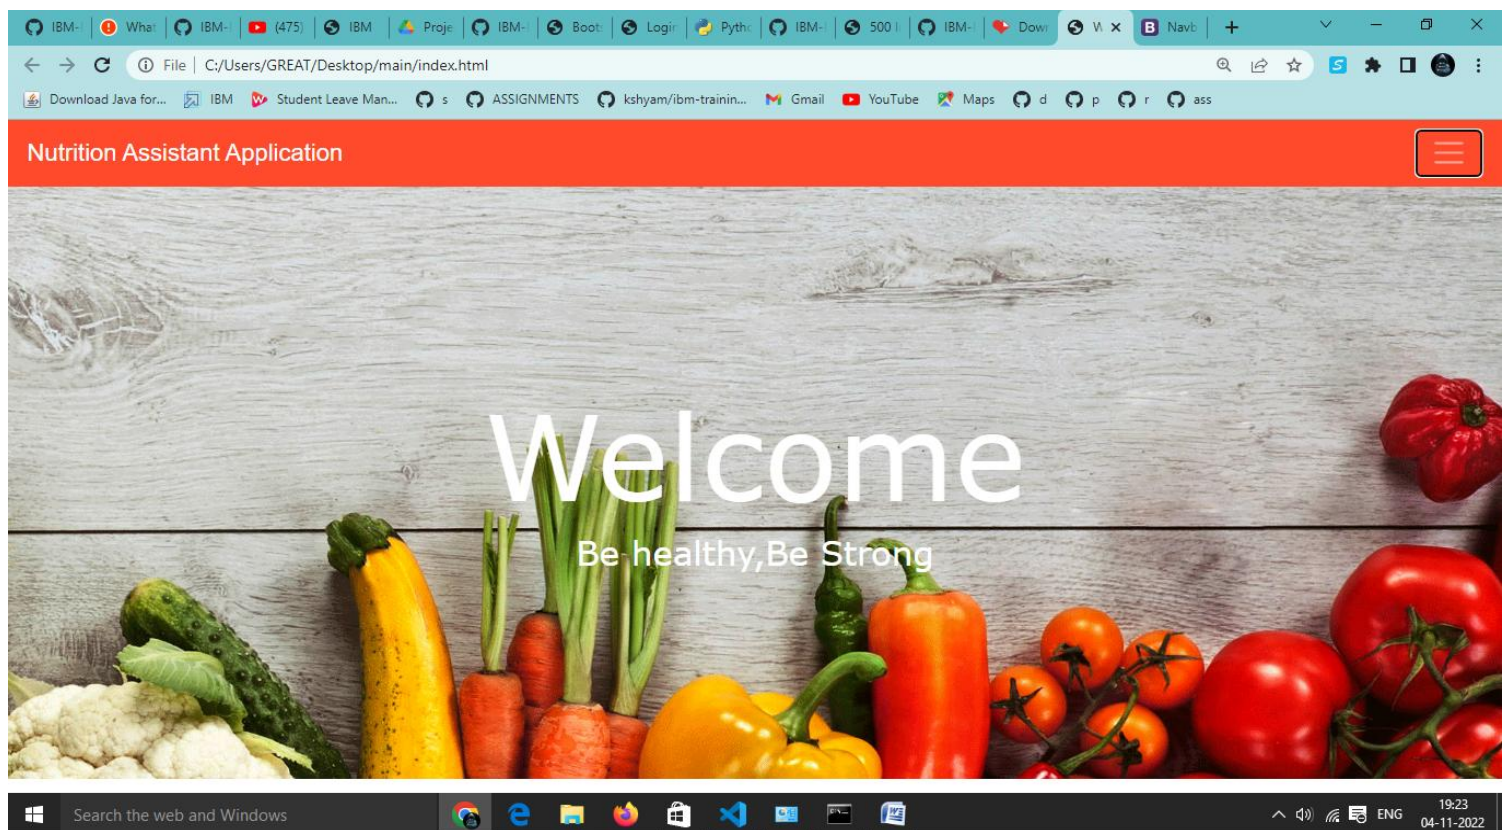 IBM- What IBM- (475) IBM Proje IBM- Boots Login Pytho IBM- 500 I IBM- Down W Navb
File C:/Users/GREAT/Desktop/main/index.html
Download Java for... IBM Student Leave Man... s ASSIGNMENTS kshyam/ibm-trainin... Gmail YouTube Maps d p r ass
Nutrition Assistant Application
Welcome
Be healthy,Be Strong
Search the web and Windows ENG 19:23
04-11-2022